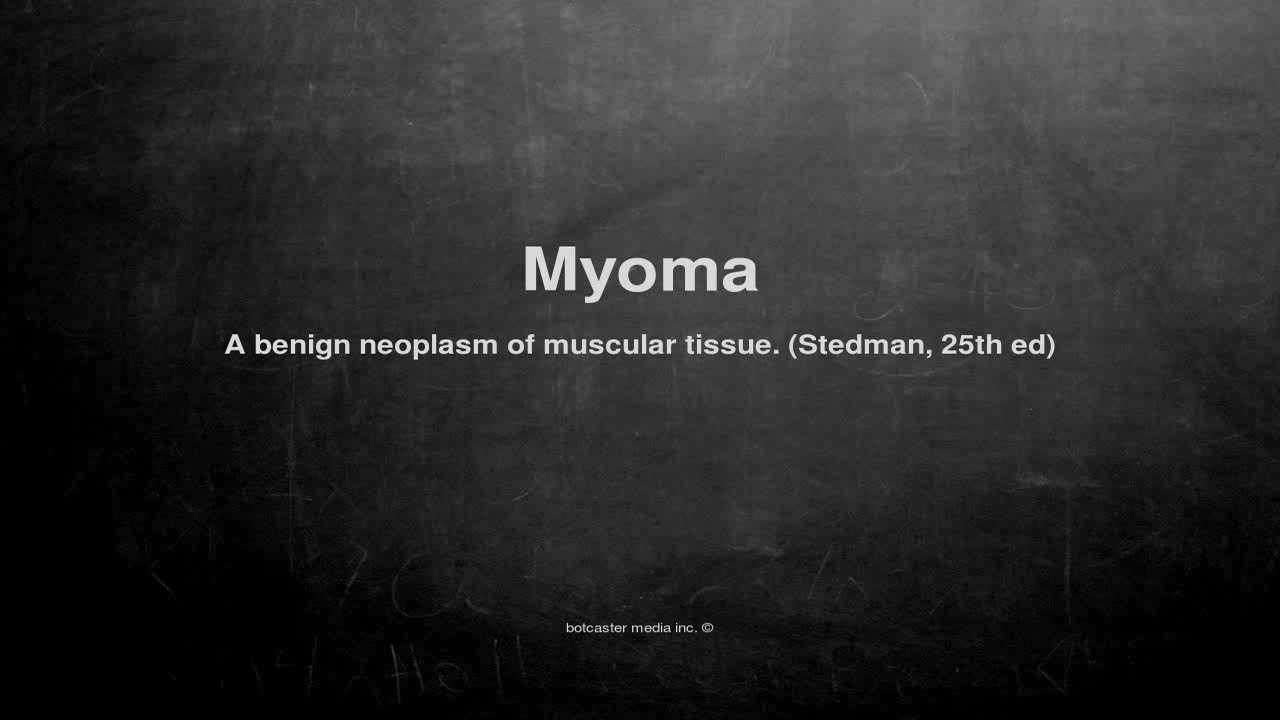 Myoma
A benign neoplasm of muscular tissue. (Stedman, 25th ed)
botcaster media inc. ©